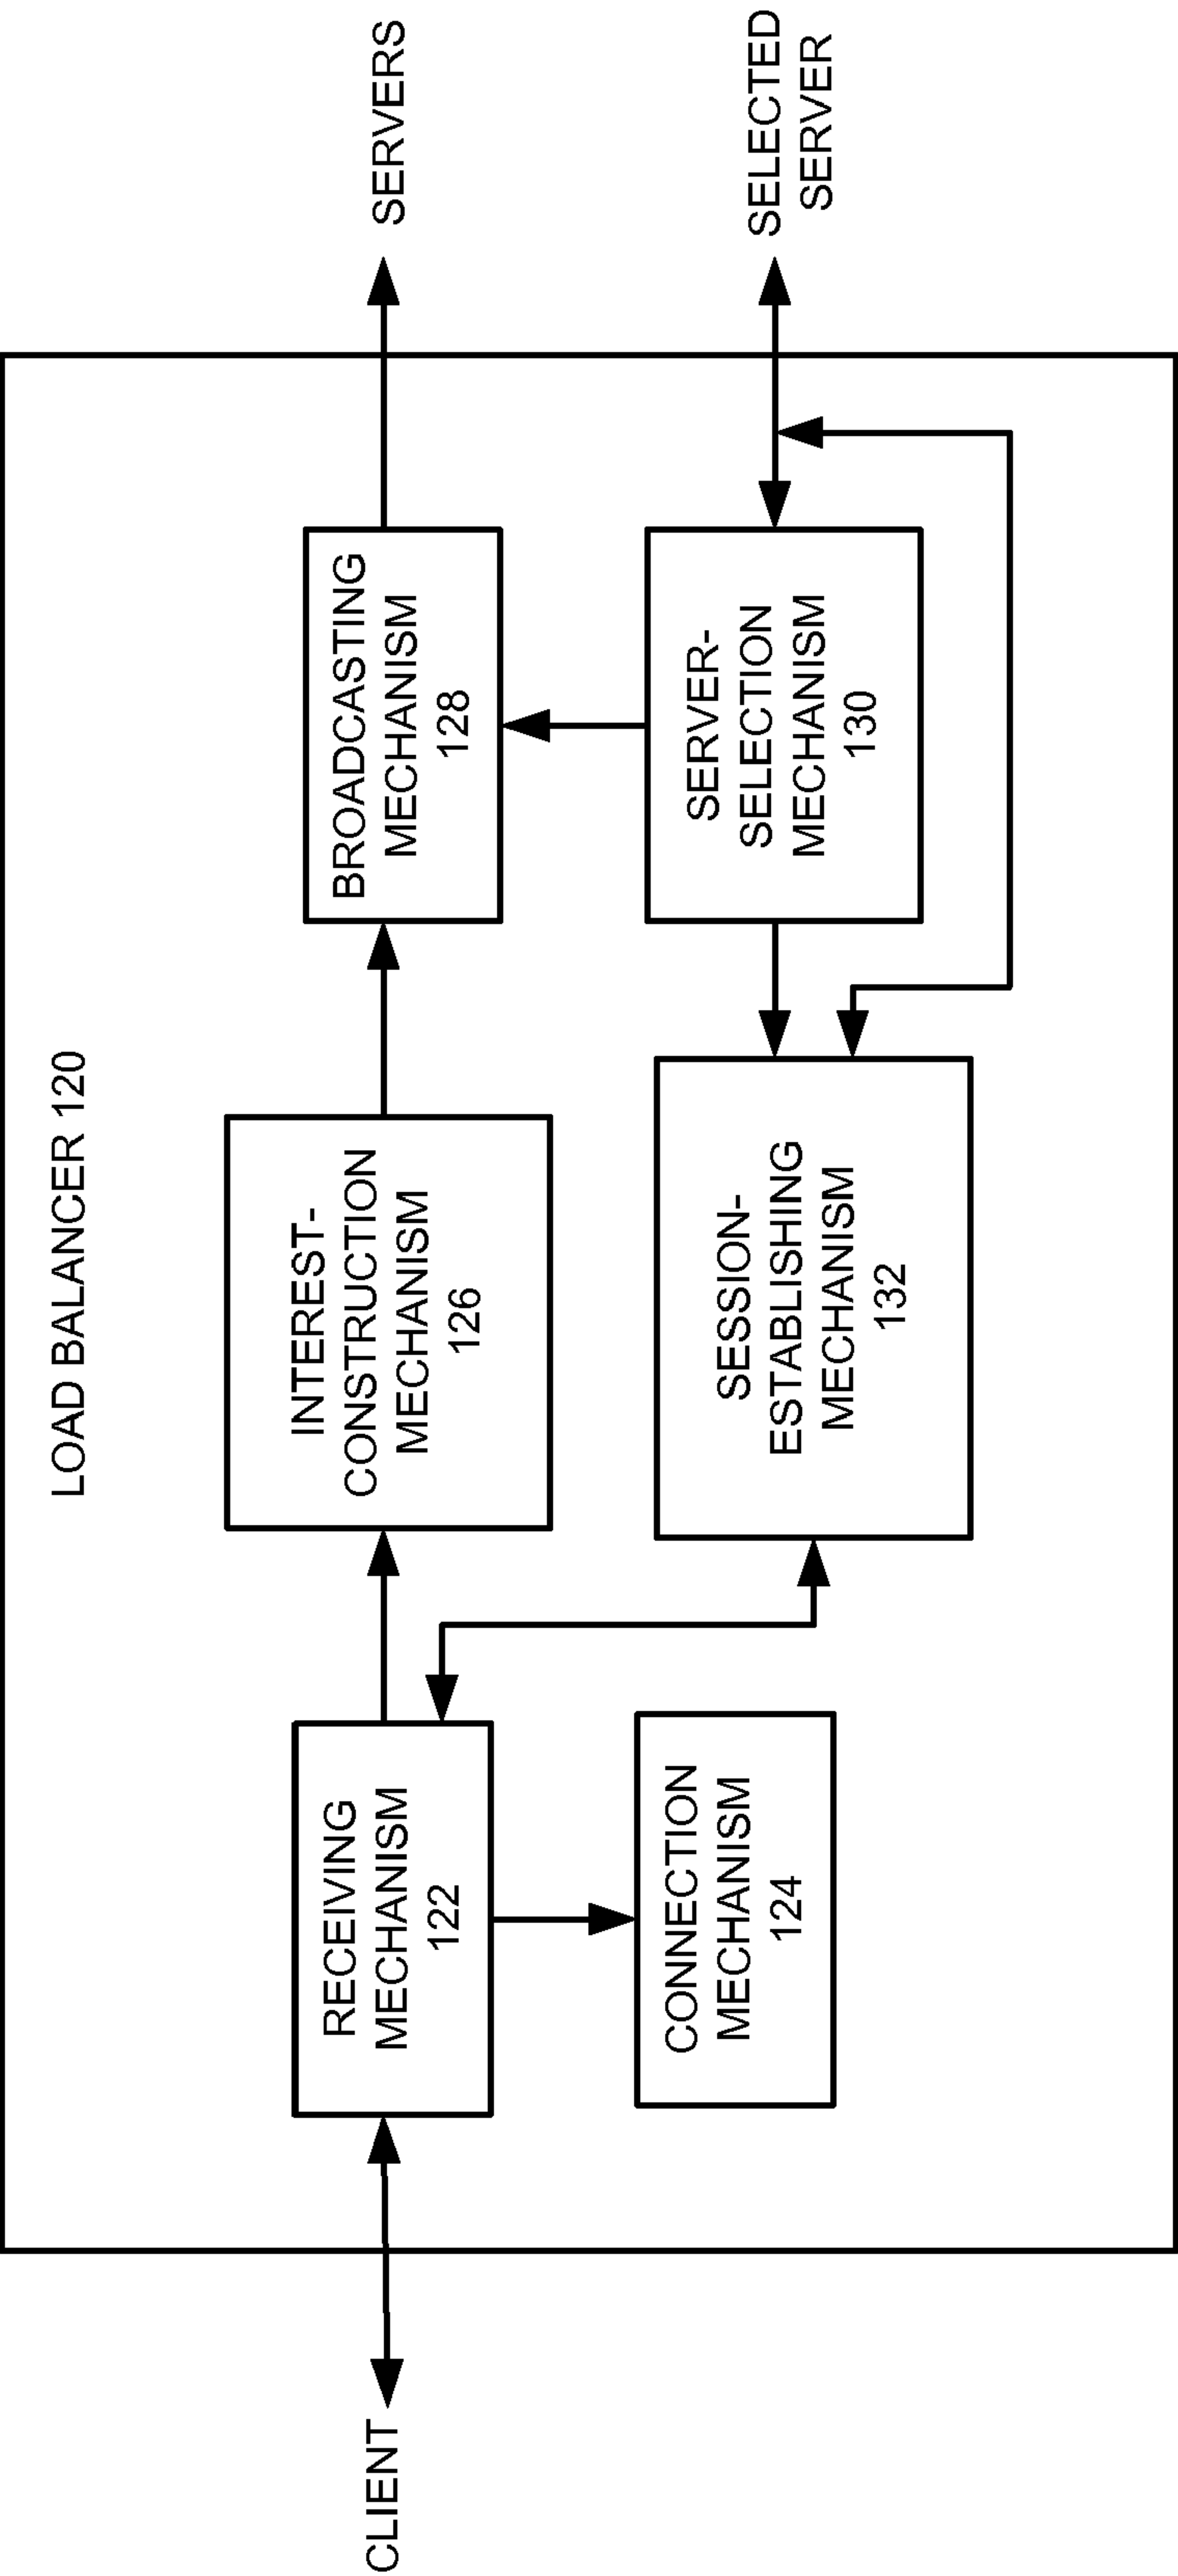 LOAD BALANCER 120
CLIENT
RECEIVING
MECHANISM
122
INTEREST-
CONSTRUCTION
MECHANISM
126
BROADCASTING
MECHANISM
128
SERVERS
CONNECTION
MECHANISM
124
SESSION-
ESTABLISHING
MECHANISM
132
SERVER-
SELECTION
MECHANISM
130
SELECTED
SERVER